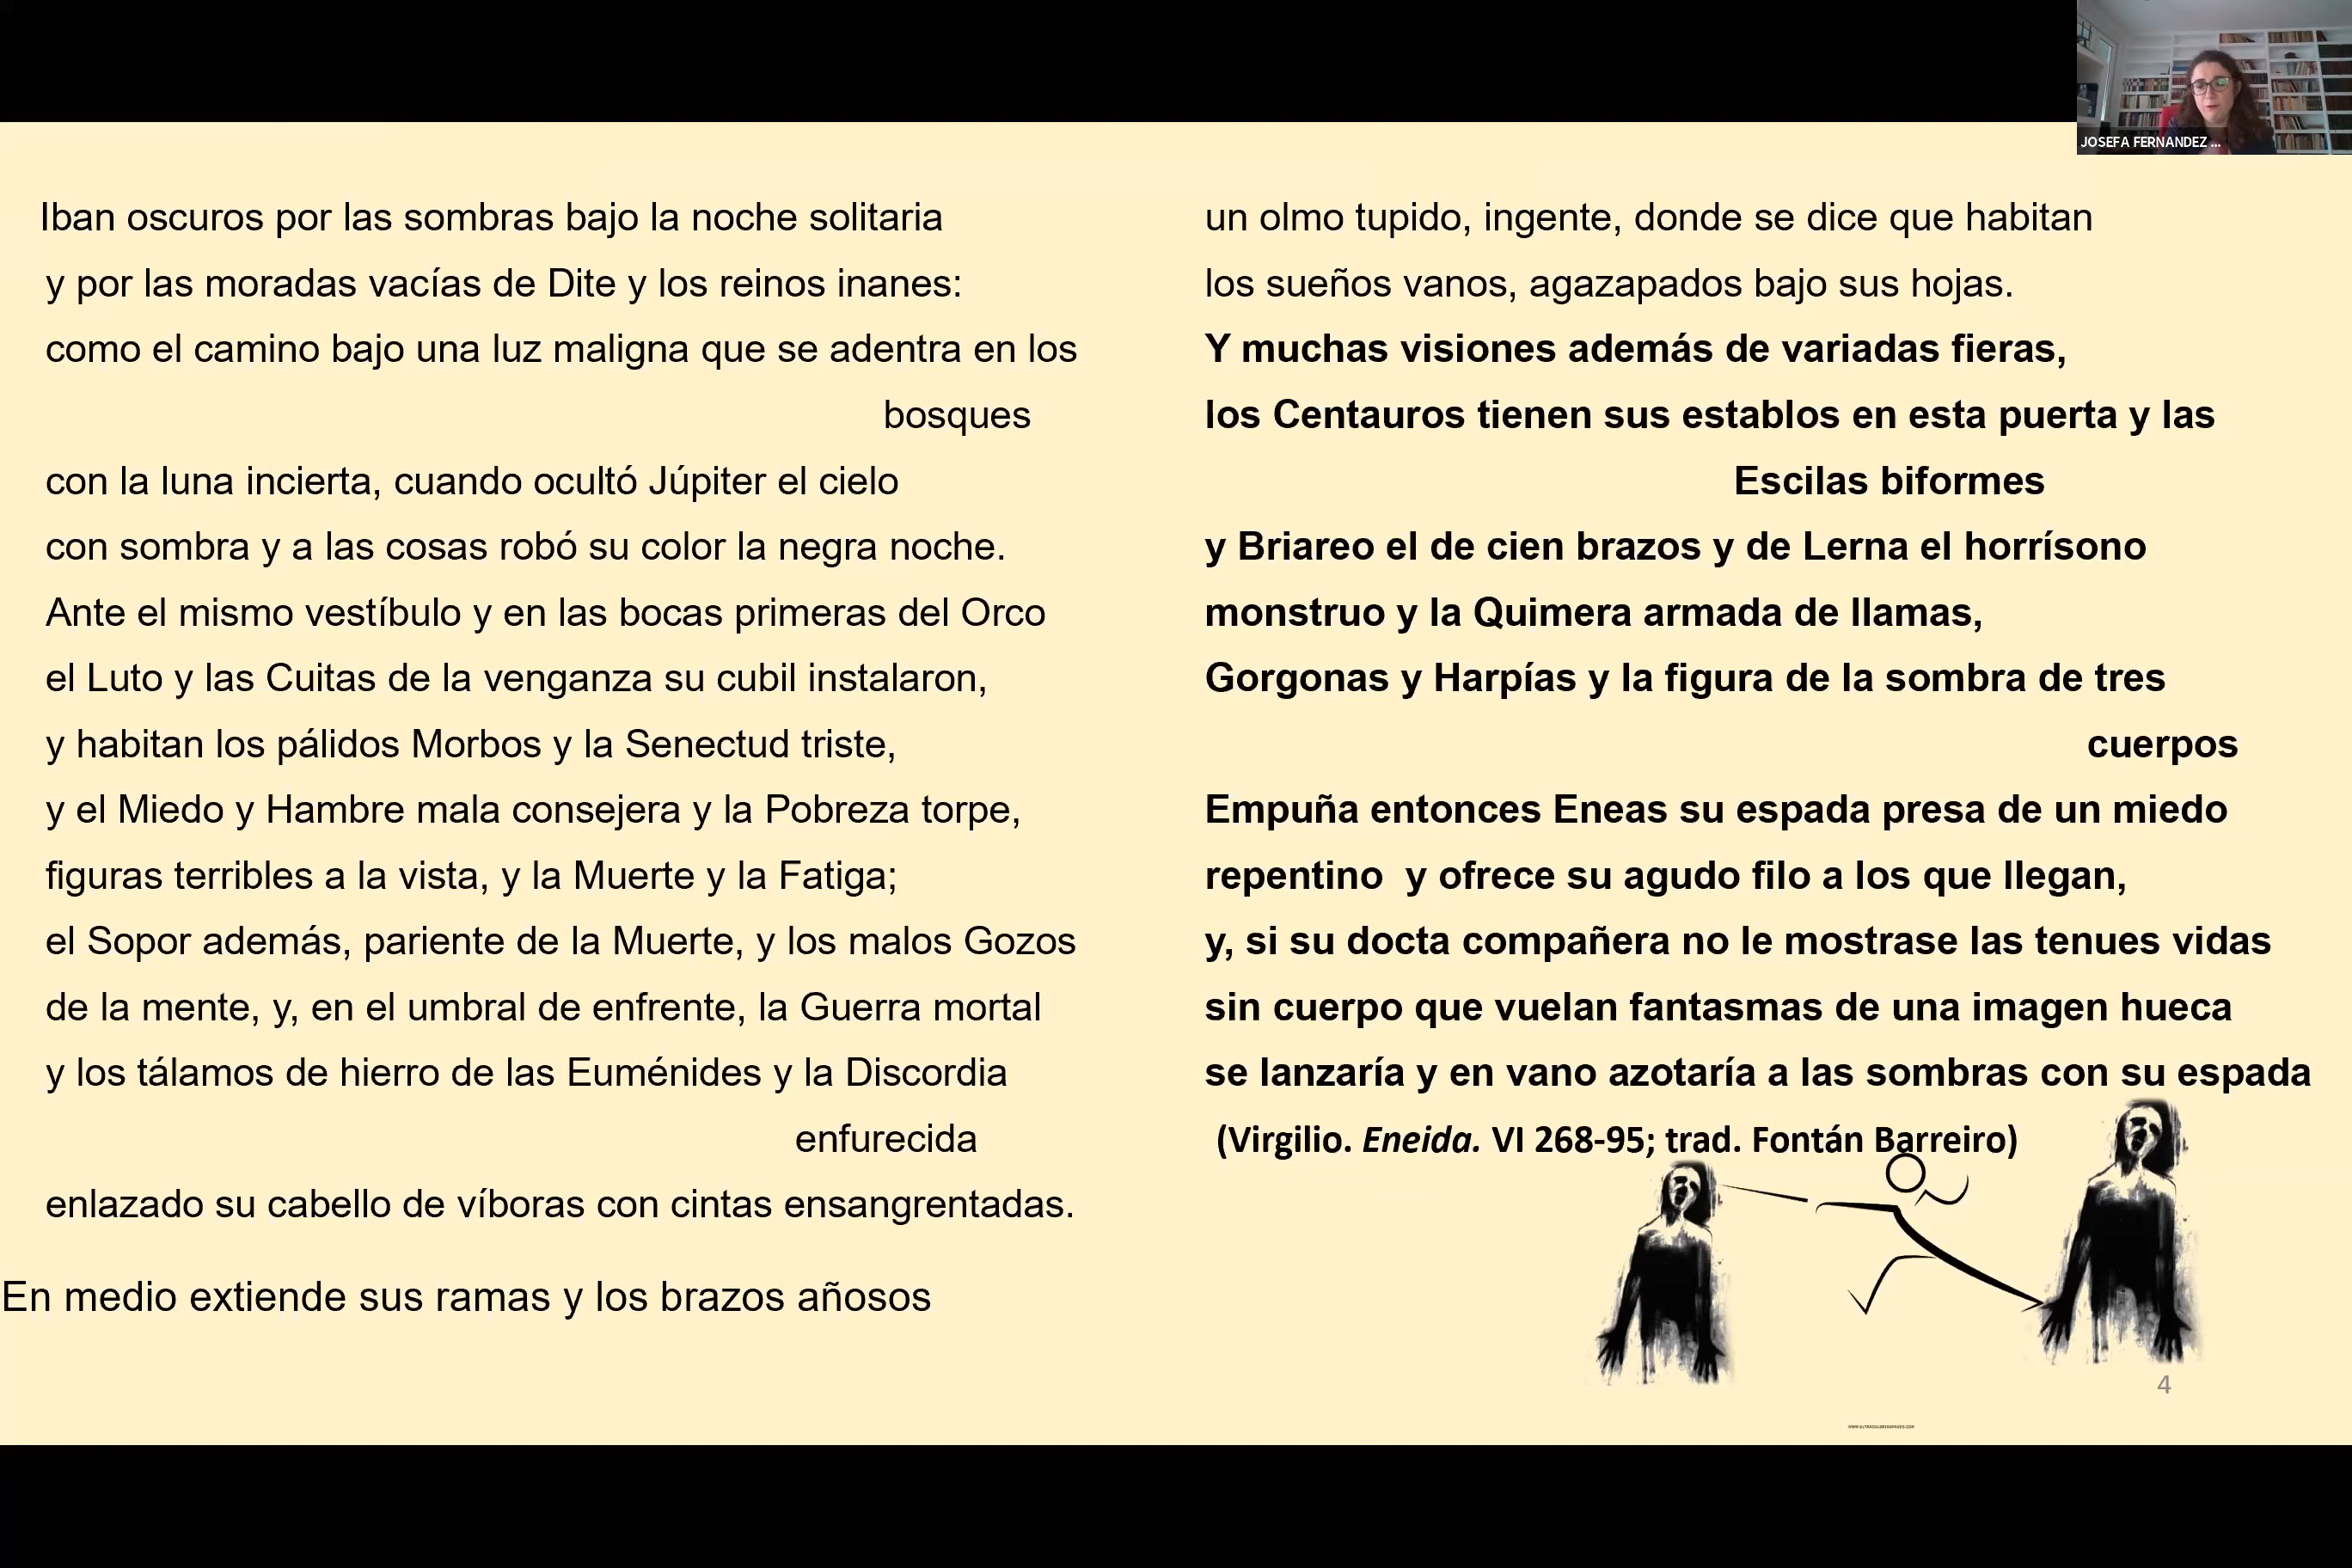 JOSEFA FERNANDEZ ...
Iban oscuros por las sombras bajo la noche solitaria
y por las moradas vacías de Dite y los reinos inanes:
como el camino bajo una luz maligna que se adentra en los
bosques
con la luna incierta, cuando ocultó Júpiter el cielo
con sombra y a las cosas robó su color la negra noche.
Ante el mismo vestíbulo y en las bocas primeras del Orco
el Luto y las Cuitas de la venganza su cubil instalaron,
y habitan los pálidos Morbos y la Senectud triste,
y el Miedo y Hambre mala consejera y la Pobreza torpe,
figuras terribles a la vista, y la Muerte y la Fatiga;
el Sopor además, pariente de la Muerte, y los malos Gozos
de la mente, y, en el umbral de enfrente, la Guerra mortal
y los tálamos de hierro de las Euménides y la Discordia
enfurecida
enlazado su cabello de víboras con cintas ensangrentadas.
En medio extiende sus ramas y los brazos añosos
un olmo tupido, ingente, donde se dice que habitan
los sueños vanos, agazapados bajo sus hojas.
Y muchas visiones además de variadas fieras,
los Centauros tienen sus establos en esta puerta y las
Escilas biformes
y Briareo el de cien brazos y de Lerna el horrísono
monstruo y la Quimera armada de llamas,
Gorgonas y Harpías y la figura de la sombra de tres
cuerpos
Empuña entonces Eneas su espada presa de un miedo
repentino  y ofrece su agudo filo a los que llegan,
y, si su docta compañera no le mostrase las tenues vidas
sin cuerpo que vuelan fantasmas de una imagen hueca
se lanzaría y en vano azotaría a las sombras con su espada
(Virgilio. Eneida. VI 268-95; trad. Fontán Barreiro)
4